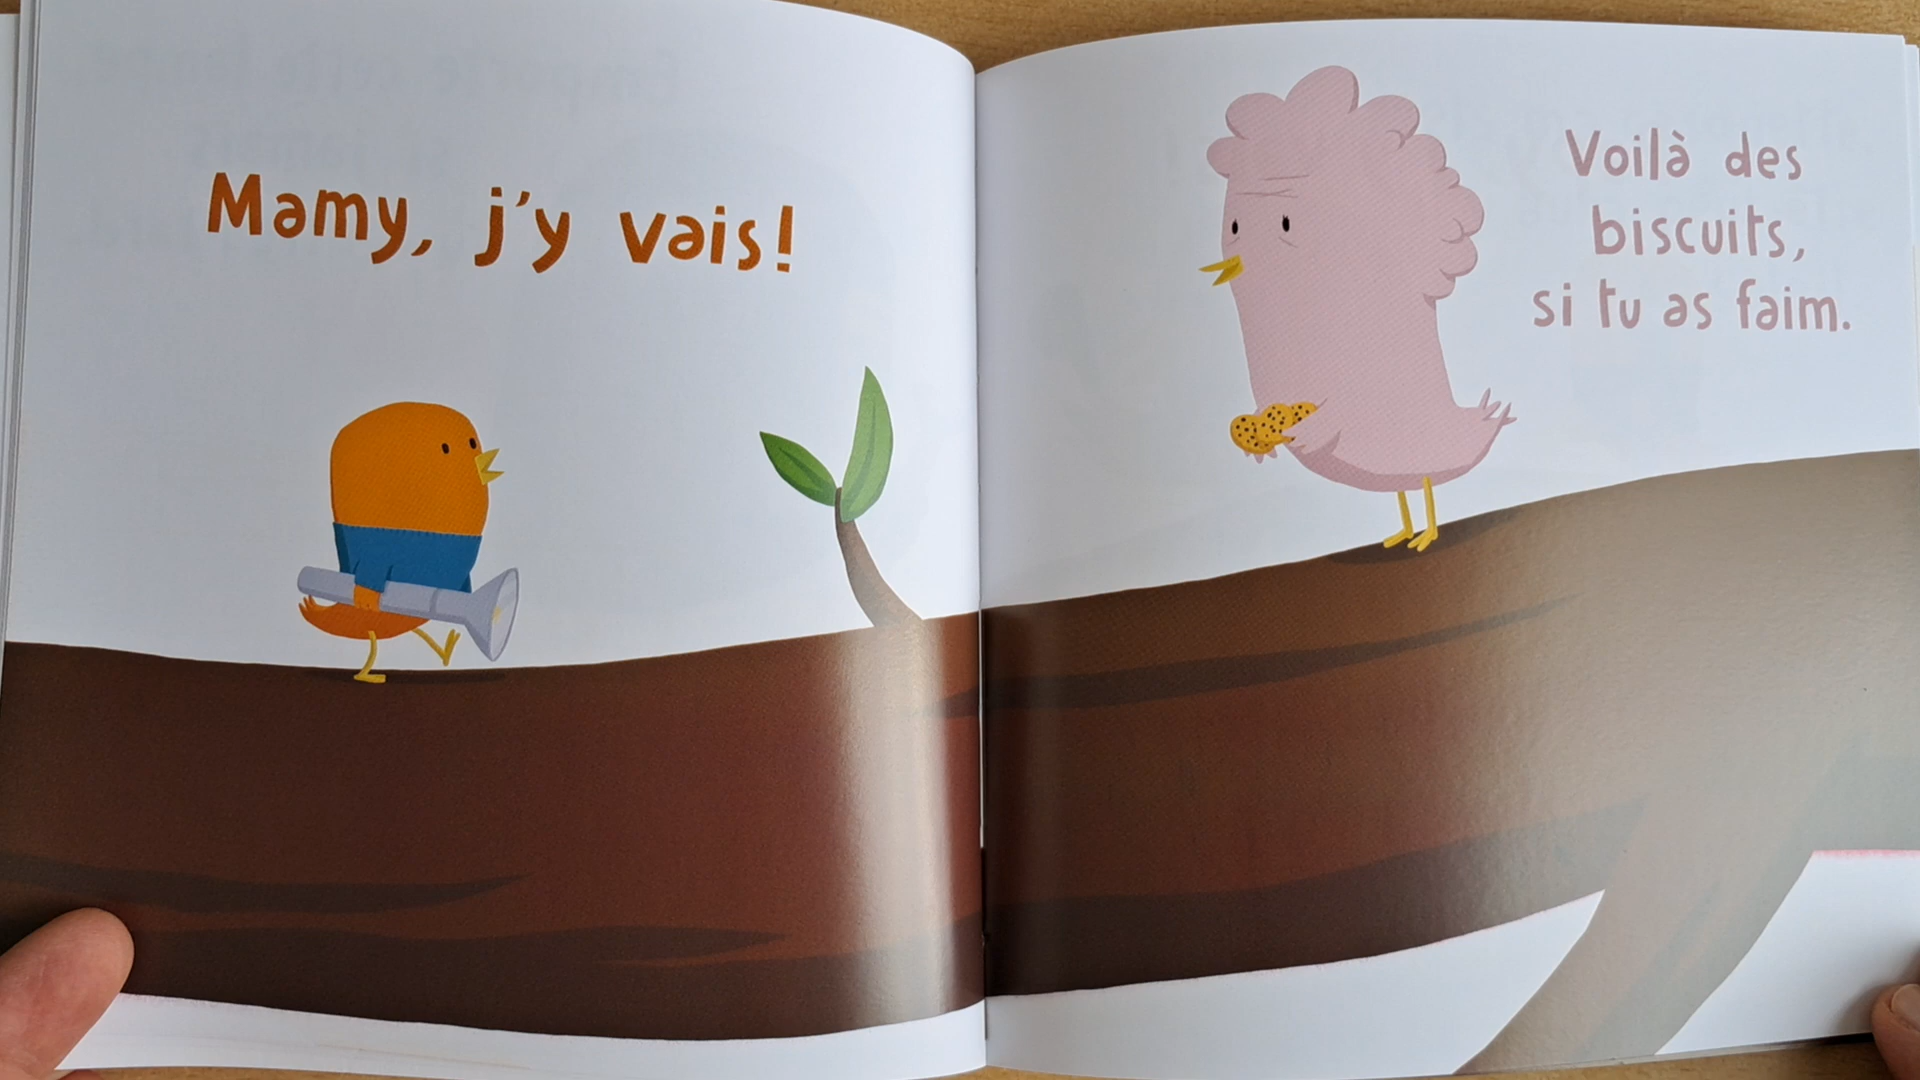 Mamy, j'y vais!
Voilà des
biscuits,
si tu as faim.